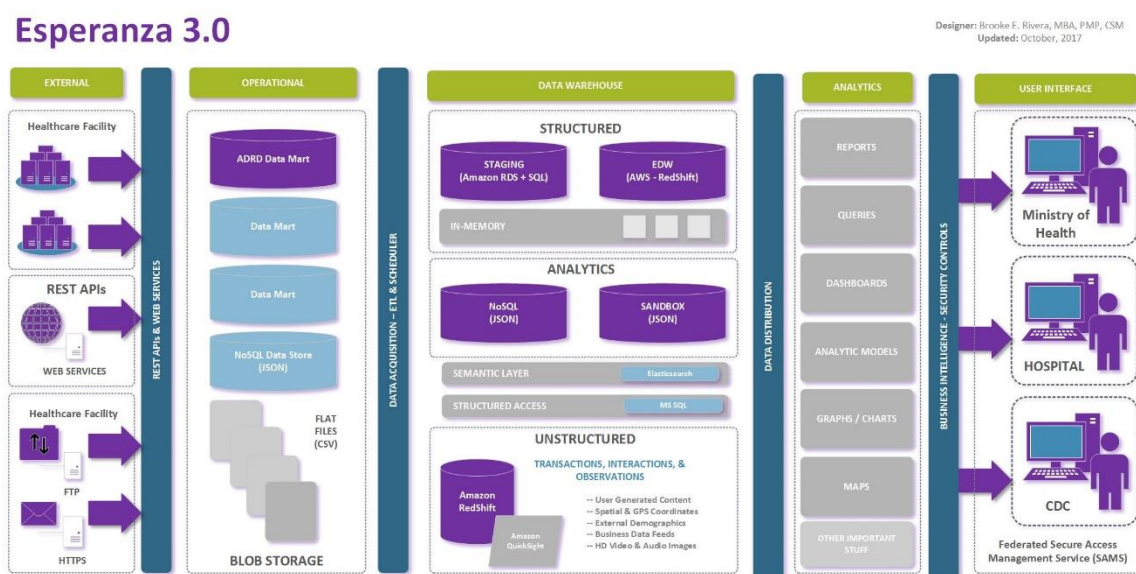 Esperanza 3.0
Designer: Brooke E. Rivera, MBA, PMP, CSM
Updated: October, 2017
EXTERNAL
Healthcare Facility
REST APIs
WEB SERVICES
Healthcare Facility
FTP
HTTPS
REST APIs & WEB SERVICES
OPERATIONAL
ADRD Data Mart
Data Mart
Data Mart
NoSQL Data Store
(JSON)
FLAT
FILES
(CSV)
BLOB STORAGE
DATA ACQUISITION – ETL & SCHEDULER
DATA WAREHOUSE
STRUCTURED
STAGING
(Amazon RDS + SQL)
EDW
(AWS - RedShift)
IN-MEMORY
ANALYTICS
NoSQL
(JSON)
SANDBOX
(JSON)
SEMANTIC LAYER
Elasticsearch
STRUCTURED ACCESS
MS SQL
UNSTRUCTURED
TRANSACTIONS, INTERACTIONS, &
OBSERVATIONS
Amazon
RedShift
Amazon
QuickSight
-- User Generated Content
-- Spatial & GPS Coordinates
-- External Demographics
-- Business Data Feeds
-- HD Video & Audio Images
DATA DISTRIBUTION
ANALYTICS
REPORTS
QUERIES
DASHBOARDS
ANALYTIC MODELS
GRAPHS / CHARTS
MAPS
OTHER IMPORTANT
STUFF
BUSINESS INTELLIGENCE - SECURITY CONTROLS
USER INTERFACE
Ministry of
Health
HOSPITAL
CDC
Federated Secure Access
Management Service (SAMS)